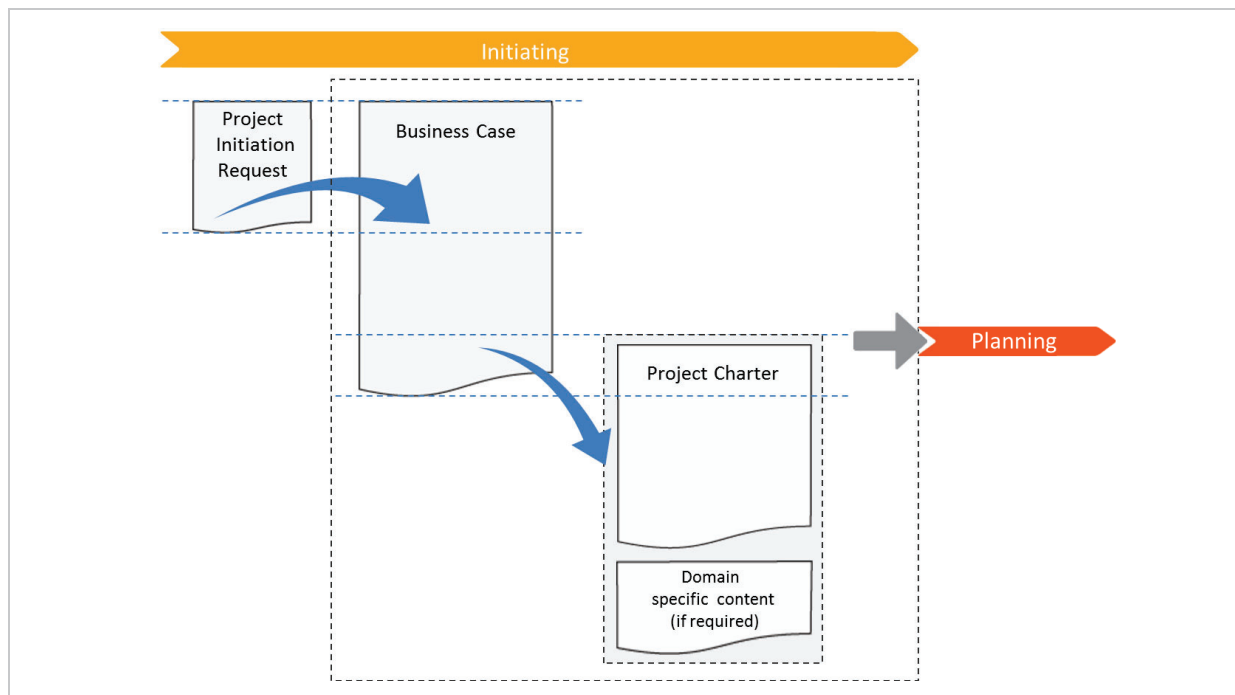 Initiating
Project
Initiation
Request
Business Case
Planning
Project Charter
Domain
specific content
(if required)